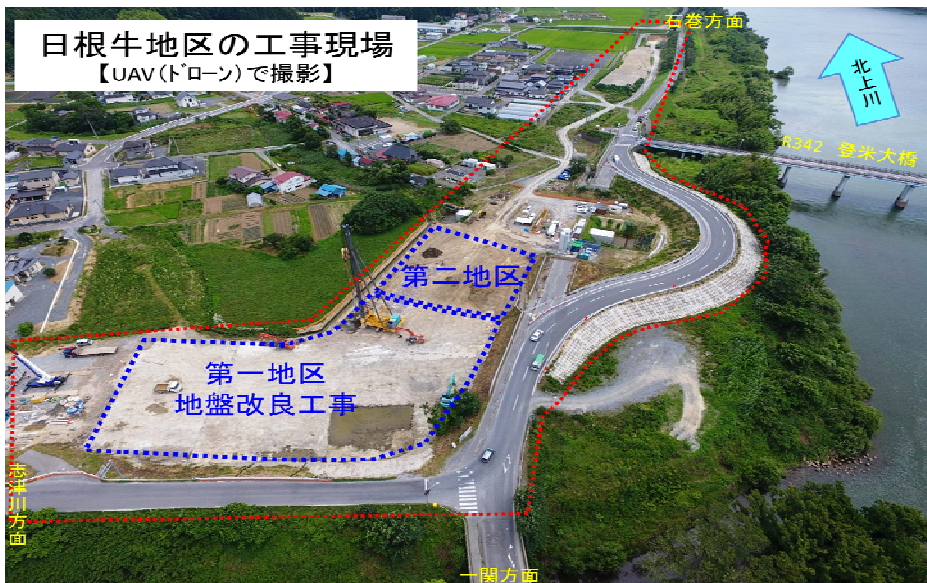 日根牛地区の工事現場
【UAV（ドローン）で撮影】
石巻方面
北上川
R342 登米大橋
第二地区
第一地区
地盤改良工事
志津川方面
一関方面